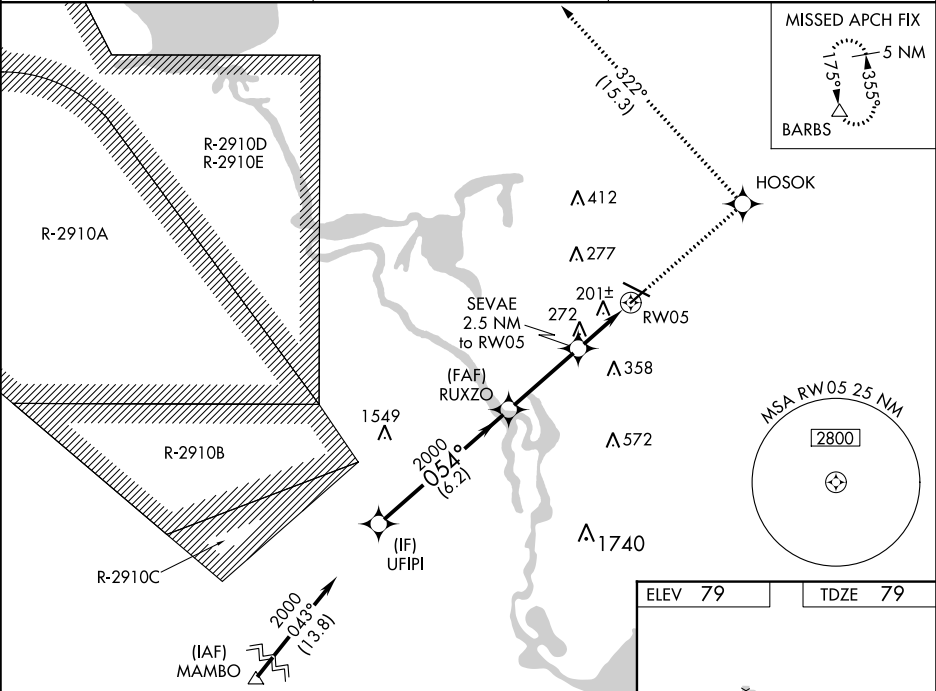 MISSED APCH FIX
5 NM
175°
355°
BARBS
322°
(15.3)
R-2910D
R-2910E
HOSOK
412
R-2910A
277
SEVAE
2.5 NM
to RW05
272
201±
RW05
(FAF)
RUXZO
358
1549
MSA RW 05 25 NM
2800
572
R-2910B
2000
054°
(6.2)
(IF)
UFIPI
1740
R-2910C
ELEV 79
TDZE 79
2000
043°
(13.8)
(IAF)
MAMBO